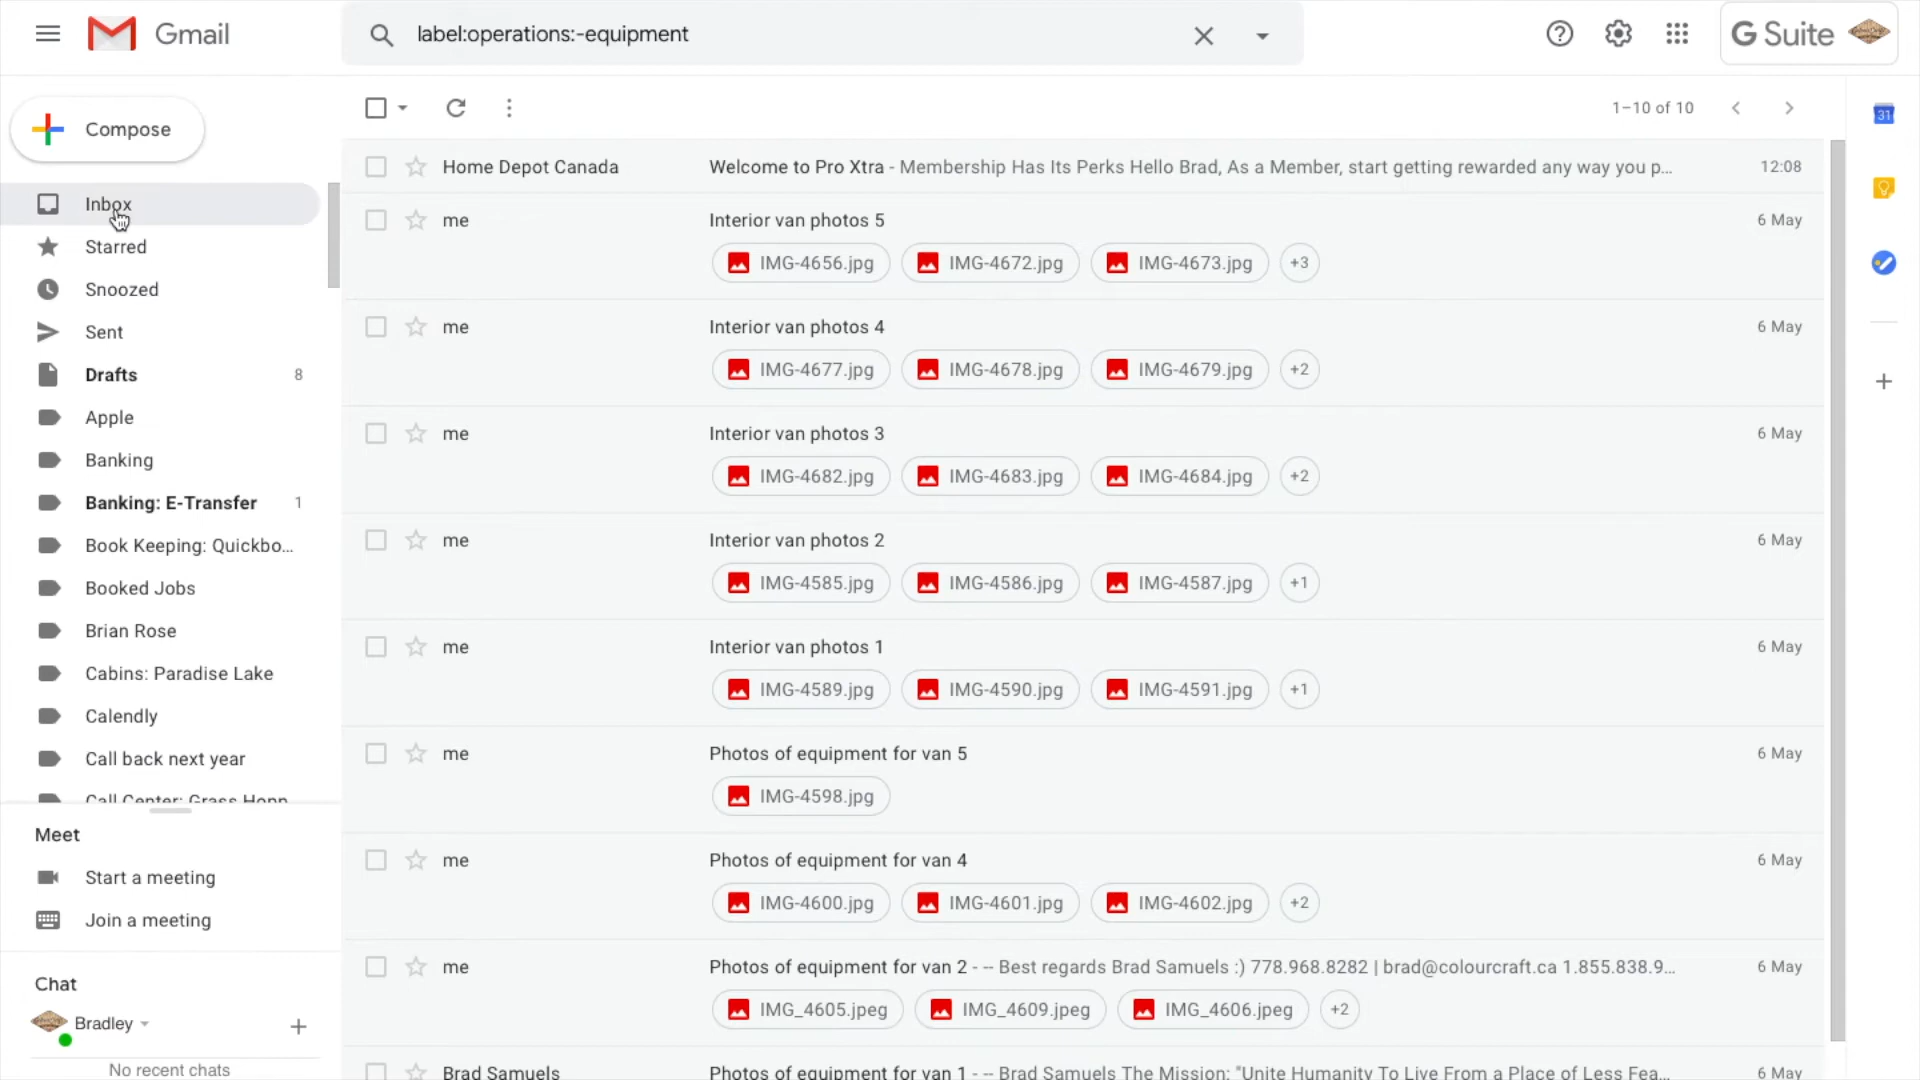 Gmail
label:operations:-equipment
G Suite
Compose
1–10 of 10
31
Inbox
Starred
Snoozed
Sent
Drafts 8
Apple
Banking
Banking: E-Transfer 1
Book Keeping: Quickbo...
Booked Jobs
Brian Rose
Cabins: Paradise Lake
Calendly
Call back next year
Call Center: Grass Hopp
Meet
Start a meeting
Join a meeting
Chat
Bradley
No recent chats
Home Depot Canada Welcome to Pro Xtra - Membership Has Its Perks Hello Brad, As a Member, start getting rewarded any way you p... 12:08
me Interior van photos 5 6 May
IMG-4656.jpg IMG-4672.jpg IMG-4673.jpg +3
me Interior van photos 4 6 May
IMG-4677.jpg IMG-4678.jpg IMG-4679.jpg +2
me Interior van photos 3 6 May
IMG-4682.jpg IMG-4683.jpg IMG-4684.jpg +2
me Interior van photos 2 6 May
IMG-4585.jpg IMG-4586.jpg IMG-4587.jpg +1
me Interior van photos 1 6 May
IMG-4589.jpg IMG-4590.jpg IMG-4591.jpg +1
me Photos of equipment for van 5 6 May
IMG-4598.jpg
me Photos of equipment for van 4 6 May
IMG-4600.jpg IMG-4601.jpg IMG-4602.jpg +2
me Photos of equipment for van 2 - -- Best regards Brad Samuels :) 778.968.8282 | brad@colourcraft.ca 1.855.838.9... 6 May
IMG_4605.jpeg IMG_4609.jpeg IMG_4606.jpeg +2
Brad Samuels Photos of equipment for van 1 - -- Brad Samuels The Mission: "Unite Humanity To Live From a Place of Less Fea... 6 May